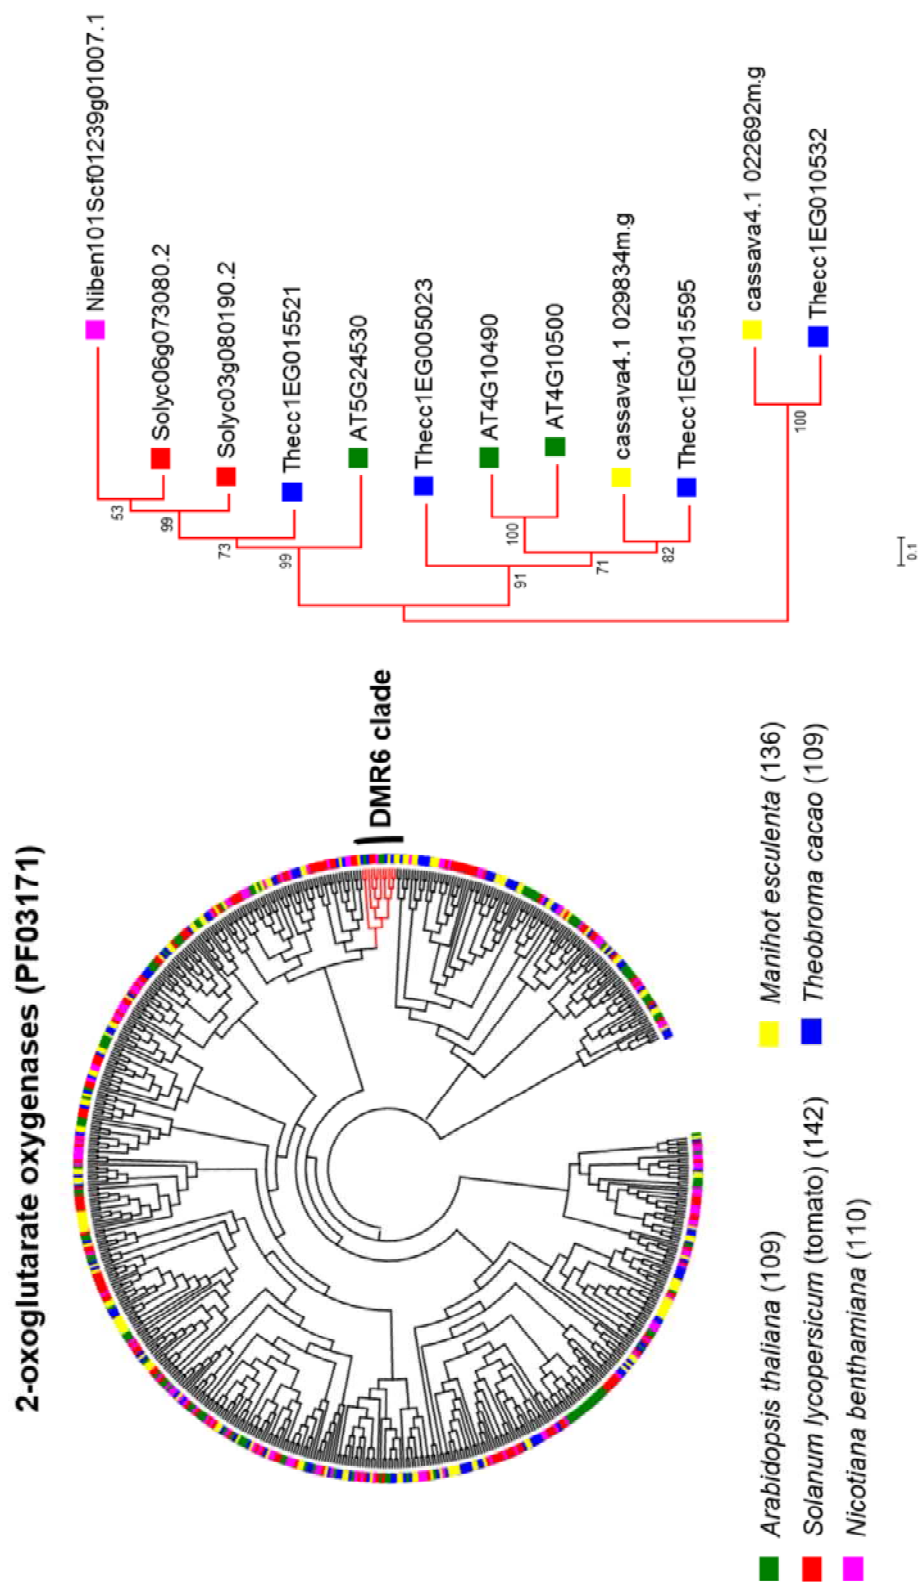 2-oxoglutarate oxygenases (PF03171)
DMR6 clade
Arabidopsis thaliana (109)
Solanum lycopersicum (tomato) (142)
Nicotiana benthamiana (110)
Manihot esculenta (136)
Theobroma cacao (109)
Niben101Scf01239g01007.1
Solyc06g073080.2
Solyc03g080190.2
Thecc1EG015521
AT5G24530
Thecc1EG005023
AT4G10490
AT4G10500
cassava4.1 029834m.g
Thecc1EG015595
cassava4.1 022692m.g
Thecc1EG010532
53
99
73
99
91
100
71
82
100
0.1